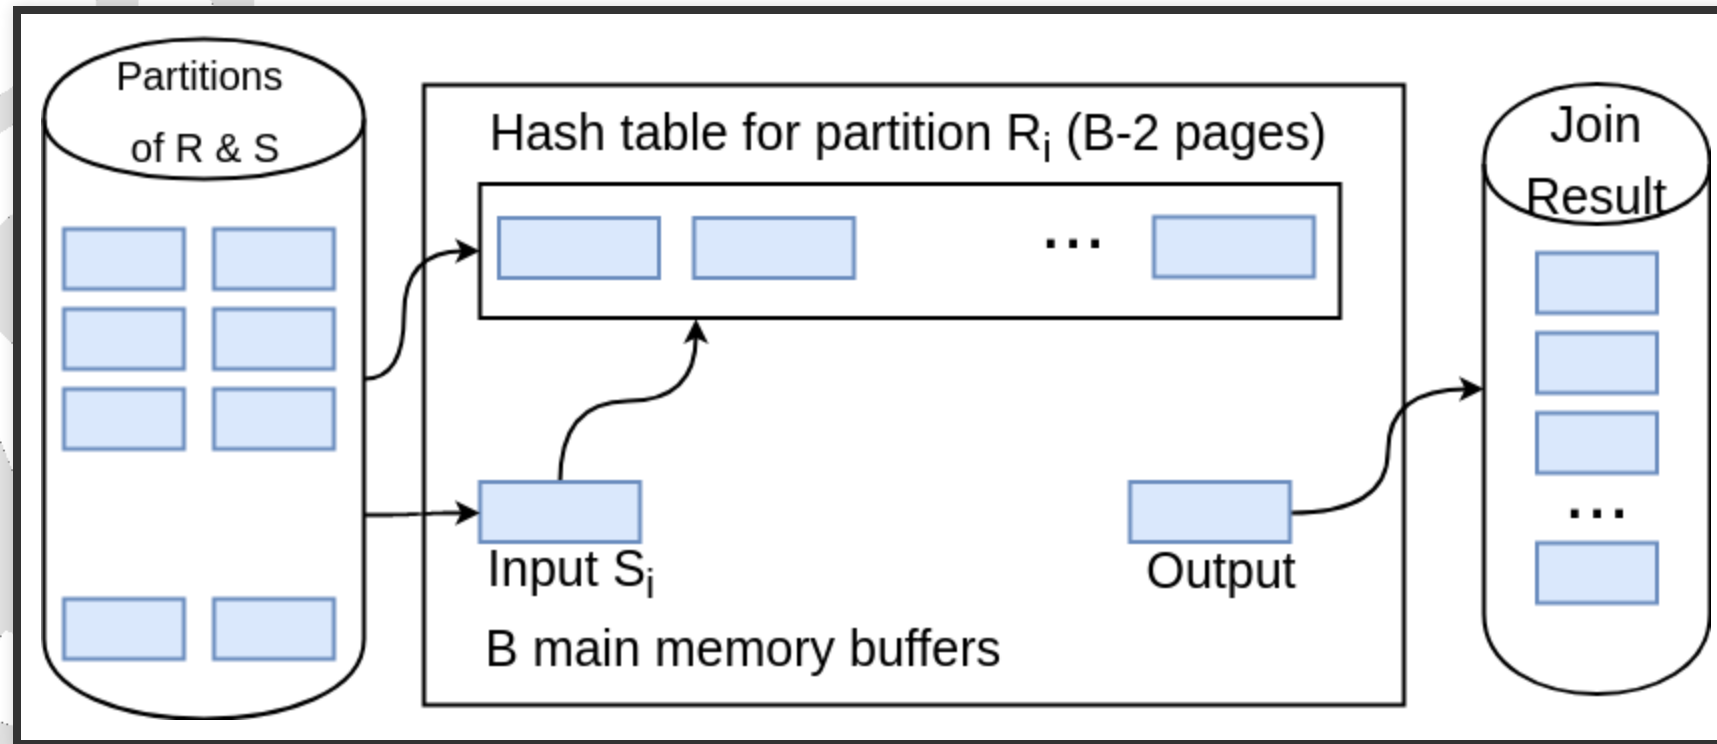 Partitions
of R & S
Hash table for partition Rᵢ (B-2 pages)
...
Input Sᵢ
Output
B main memory buffers
Join
Result
...